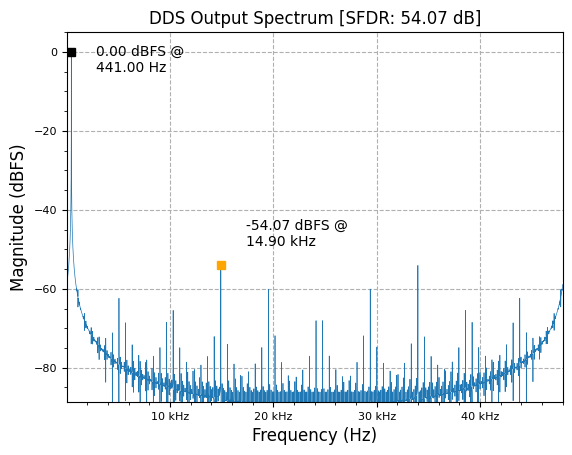 DDS Output Spectrum [SFDR: 54.07 dB]
0.00 dBFS @
441.00 Hz
-54.07 dBFS @
14.90 kHz
Magnitude (dBFS)
0
−20
−40
−60
−80
10 kHz
20 kHz
30 kHz
40 kHz
Frequency (Hz)